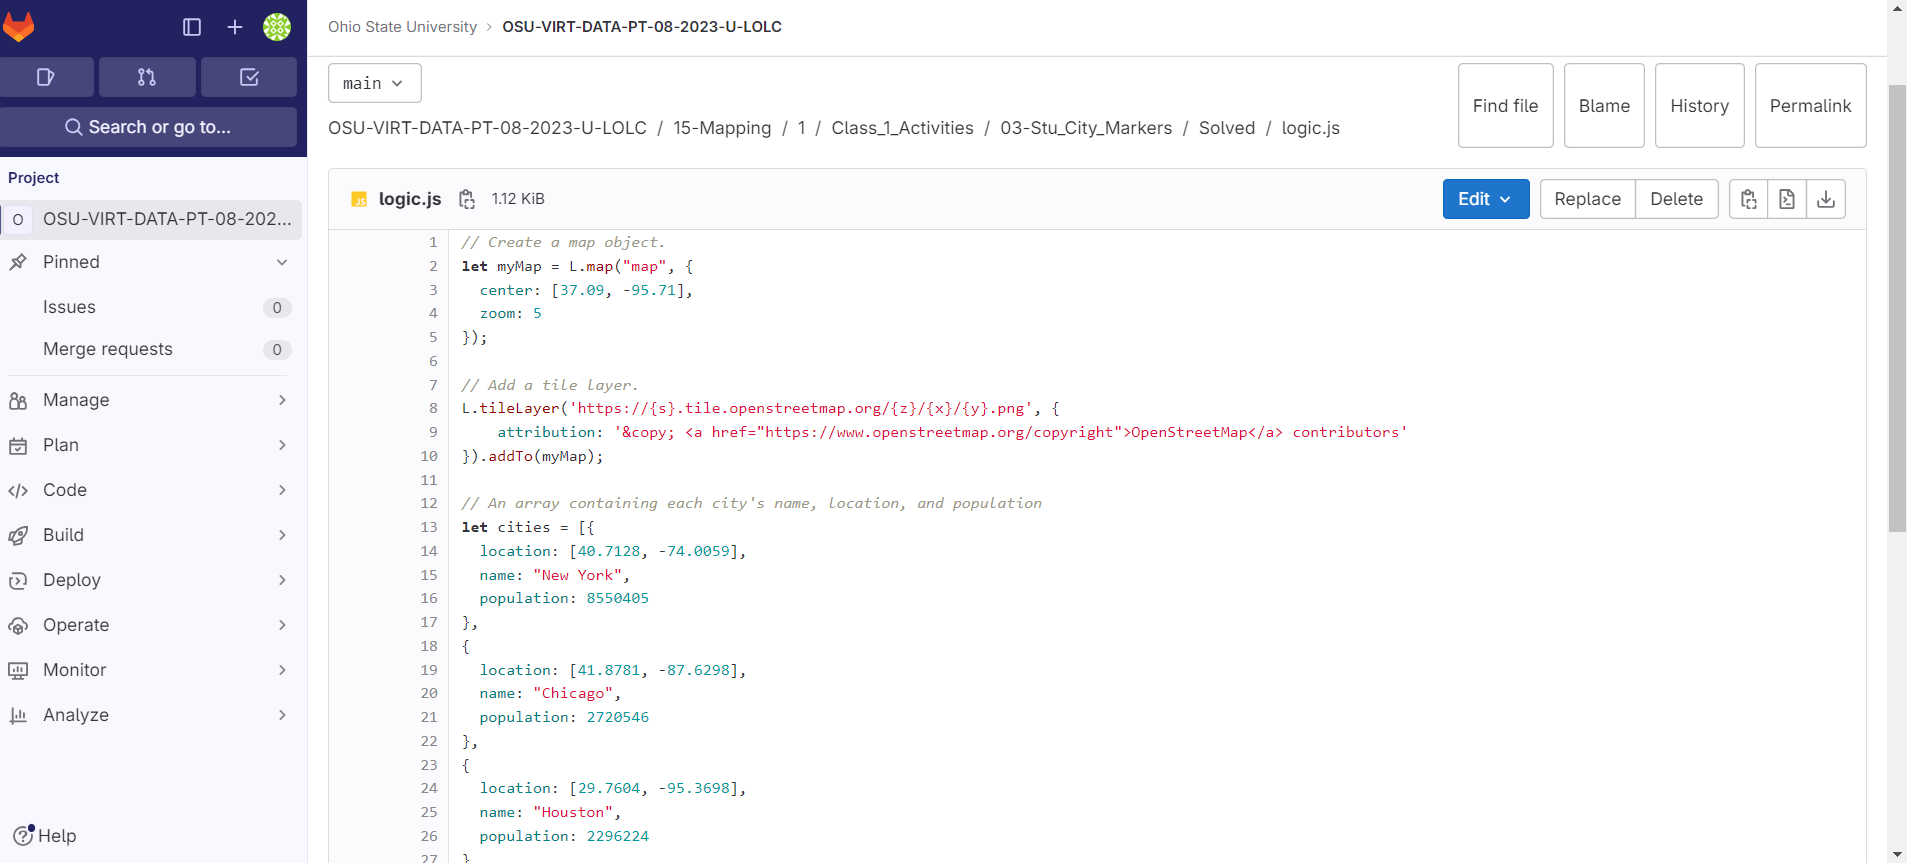 Ohio State University › OSU-VIRT-DATA-PT-08-2023-U-LOLC
Search or go to...
Project
O OSU-VIRT-DATA-PT-08-202...
Pinned
Issues 0
Merge requests 0
Manage
Plan
Code
Build
Deploy
Operate
Monitor
Analyze
Help
main
Find file Blame History Permalink
OSU-VIRT-DATA-PT-08-2023-U-LOLC / 15-Mapping / 1 / Class_1_Activities / 03-Stu_City_Markers / Solved / logic.js
JS logic.js 1.12 KiB
Edit Replace Delete
1 // Create a map object.
2 let myMap = L.map("map", {
3   center: [37.09, -95.71],
4   zoom: 5
5 });
6
7 // Add a tile layer.
8 L.tileLayer('https://{s}.tile.openstreetmap.org/{z}/{x}/{y}.png', {
9     attribution: '&copy; <a href="https://www.openstreetmap.org/copyright">OpenStreetMap</a> contributors'
10 }).addTo(myMap);
11
12 // An array containing each city's name, location, and population
13 let cities = [{
14   location: [40.7128, -74.0059],
15   name: "New York",
16   population: 8550405
17 },
18 {
19   location: [41.8781, -87.6298],
20   name: "Chicago",
21   population: 2720546
22 },
23 {
24   location: [29.7604, -95.3698],
25   name: "Houston",
26   population: 2296224
27 }